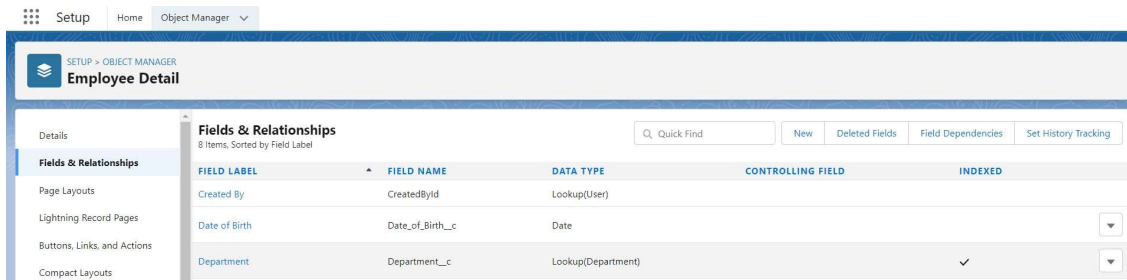 Setup Home Object Manager
SETUP > OBJECT MANAGER
Employee Detail
Details
Fields & Relationships
Page Layouts
Lightning Record Pages
Buttons, Links, and Actions
Compact Layouts
Fields & Relationships
8 Items, Sorted by Field Label
Quick Find New Deleted Fields Field Dependencies Set History Tracking
FIELD LABEL FIELD NAME DATA TYPE CONTROLLING FIELD INDEXED
Created By CreatedById Lookup(User)
Date of Birth Date_of_Birth__c Date
Department Department__c Lookup(Department)